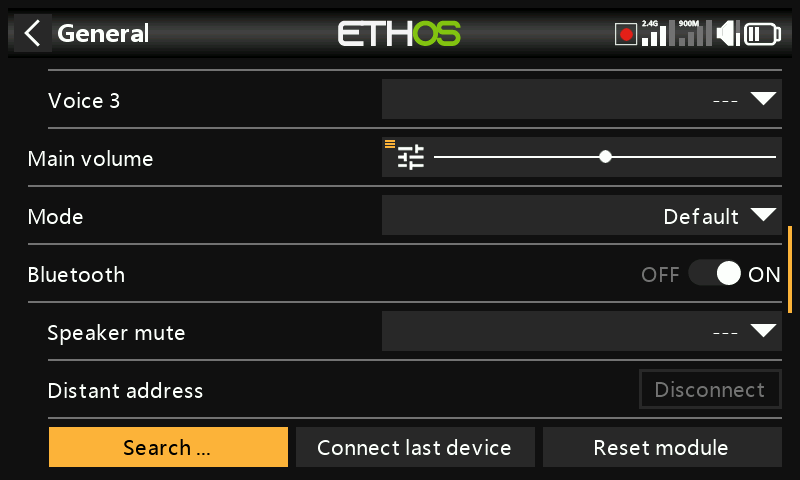 General
ETHOS
2.4G
900M
Voice 3
---
Main volume
Mode
Default
Bluetooth
OFF
ON
Speaker mute
---
Distant address
Disconnect
Search ...
Connect last device
Reset module